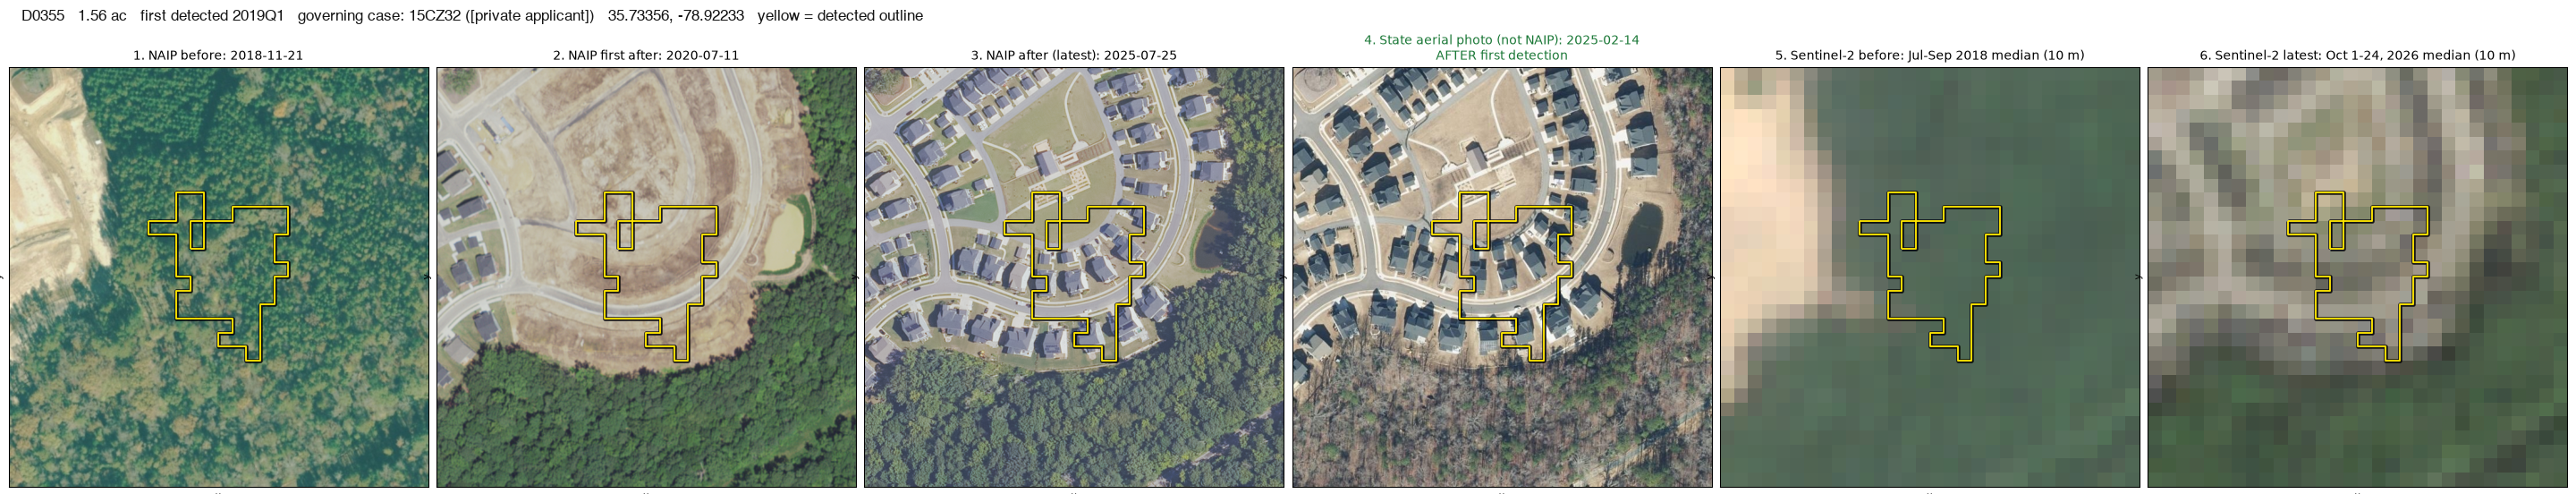 D0355 1.56 ac first detected 2019Q1 governing case: 15CZ32 ([private applicant]) 35.73356, -78.92233 yellow = detected outline
1. NAIP before: 2018-11-21
2. NAIP first after: 2020-07-11
3. NAIP after (latest): 2025-07-25
4. State aerial photo (not NAIP): 2025-02-14
AFTER first detection
5. Sentinel-2 before: Jul-Sep 2018 median (10 m)
6. Sentinel-2 latest: Oct 1-24, 2026 median (10 m)